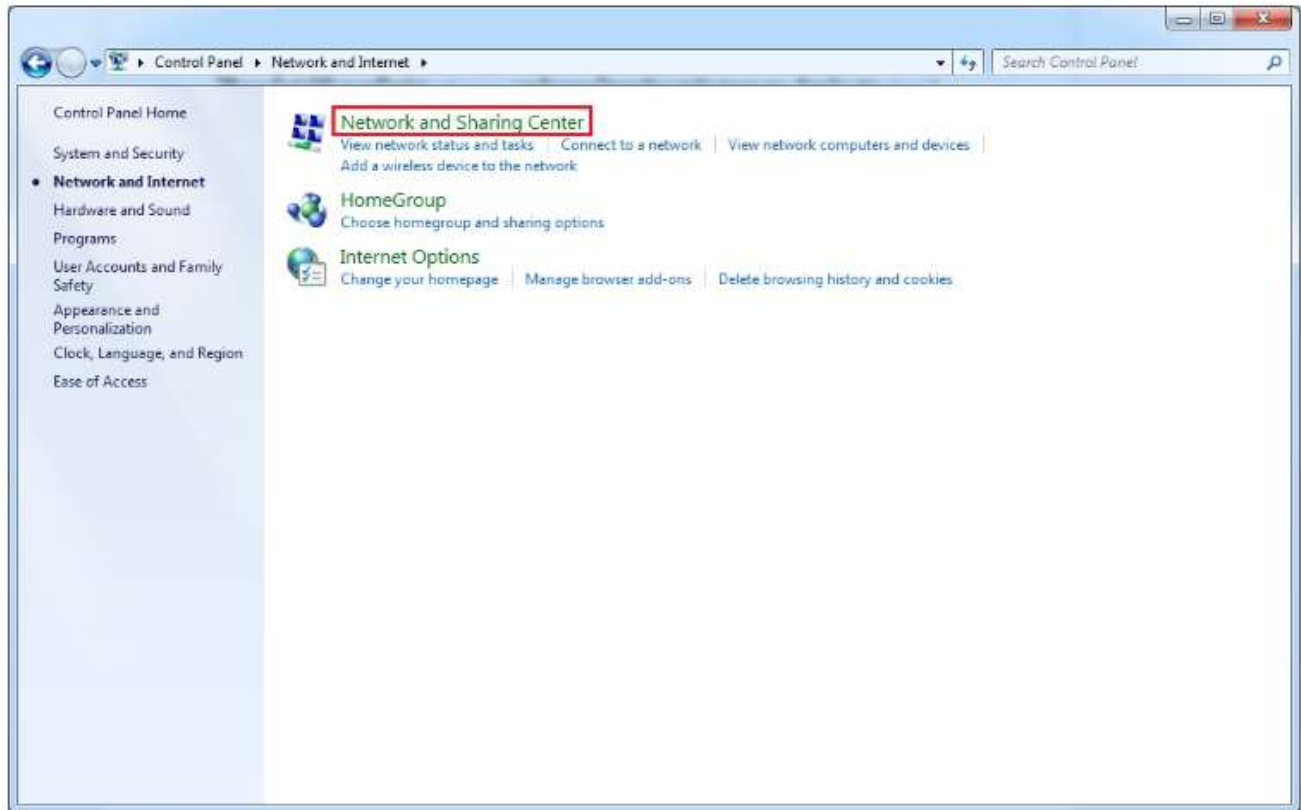 Control Panel Network and Internet
Search Control Panel
Control Panel Home
System and Security
Network and Internet
Hardware and Sound
Programs
User Accounts and Family
Safety
Appearance and
Personalization
Clock, Language, and Region
Ease of Access
Network and Sharing Center
View network status and tasks Connect to a network View network computers and devices
Add a wireless device to the network
HomeGroup
Choose homegroup and sharing options
Internet Options
Change your homepage Manage browser add-ons Delete browsing history and cookies